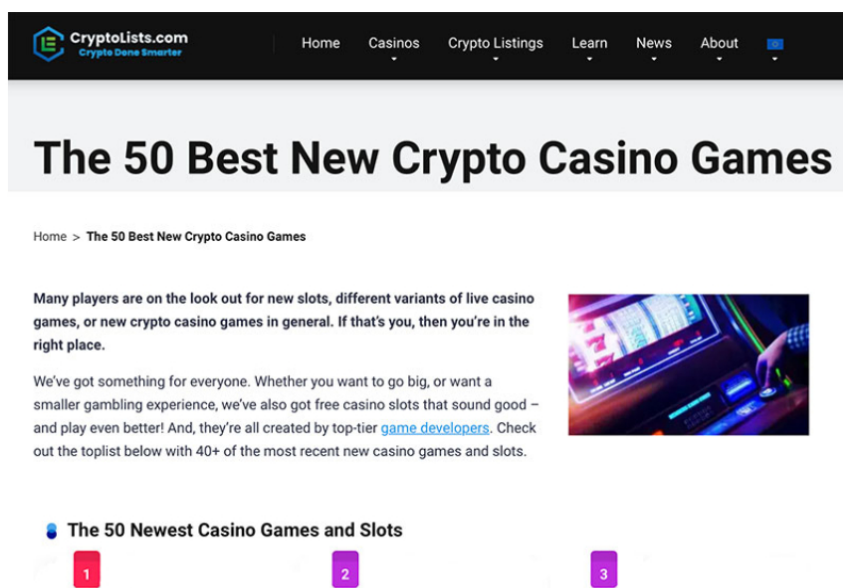 CryptoLists.com
Crypto Done Smarter
Home Casinos Crypto Listings Learn News About
The 50 Best New Crypto Casino Games
Home > The 50 Best New Crypto Casino Games
Many players are on the look out for new slots, different variants of live casino
games, or new crypto casino games in general. If that's you, then you're in the
right place.
We've got something for everyone. Whether you want to go big, or want a
smaller gambling experience, we've also got free casino slots that sound good –
and play even better! And, they're all created by top-tier game developers. Check
out the toplist below with 40+ of the most recent new casino games and slots.
The 50 Newest Casino Games and Slots
1 2 3